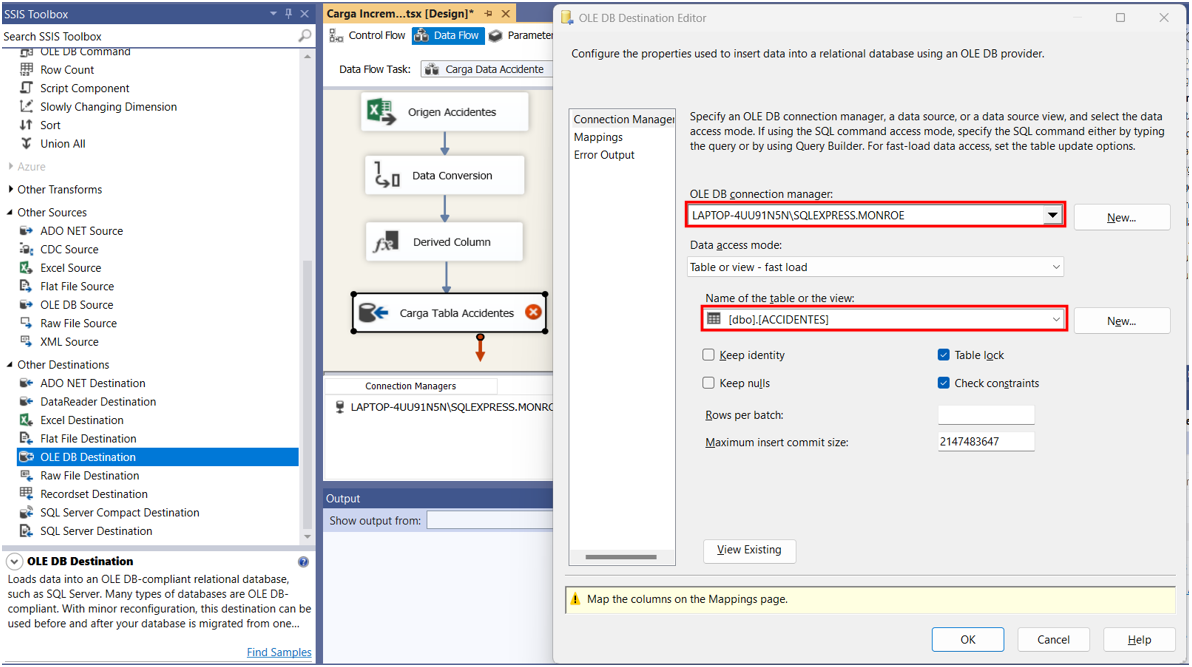 SSIS Toolbox
Search SSIS Toolbox
OLE DB Command
Row Count
Script Component
Slowly Changing Dimension
Sort
Union All
Azure
Other Transforms
Other Sources
ADO NET Source
CDC Source
Excel Source
Flat File Source
OLE DB Source
Raw File Source
XML Source
Other Destinations
ADO NET Destination
DataReader Destination
Excel Destination
Flat File Destination
OLE DB Destination
Raw File Destination
Recordset Destination
SQL Server Compact Destination
SQL Server Destination
OLE DB Destination
Loads data into an OLE DB-compliant relational database,
such as SQL Server. Many types of databases are OLE DB-
compliant. With minor reconfiguration, this destination can be
used before and after your database is migrated from one...
Find Samples
Carga Increm...tsx [Design]*
Control Flow Data Flow Parameter
Data Flow Task: Carga Data Accidente
Origen Accidentes
Data Conversion
Derived Column
Carga Tabla Accidentes
Connection Managers
LAPTOP-4UU91N5N\SQLEXPRESS.MONRO
Output
Show output from:
OLE DB Destination Editor
Configure the properties used to insert data into a relational database using an OLE DB provider.
Connection Manager
Mappings
Error Output
Specify an OLE DB connection manager, a data source, or a data source view, and select the data
access mode. If using the SQL command access mode, specify the SQL command either by typing
the query or by using Query Builder. For fast-load data access, set the table update options.
OLE DB connection manager:
LAPTOP-4UU91N5N\SQLEXPRESS.MONROE
New...
Data access mode:
Table or view - fast load
Name of the table or the view:
[dbo].[ACCIDENTES]
New...
Keep identity
Table lock
Keep nulls
Check constraints
Rows per batch:
Maximum insert commit size: 2147483647
View Existing
Map the columns on the Mappings page.
OK Cancel Help